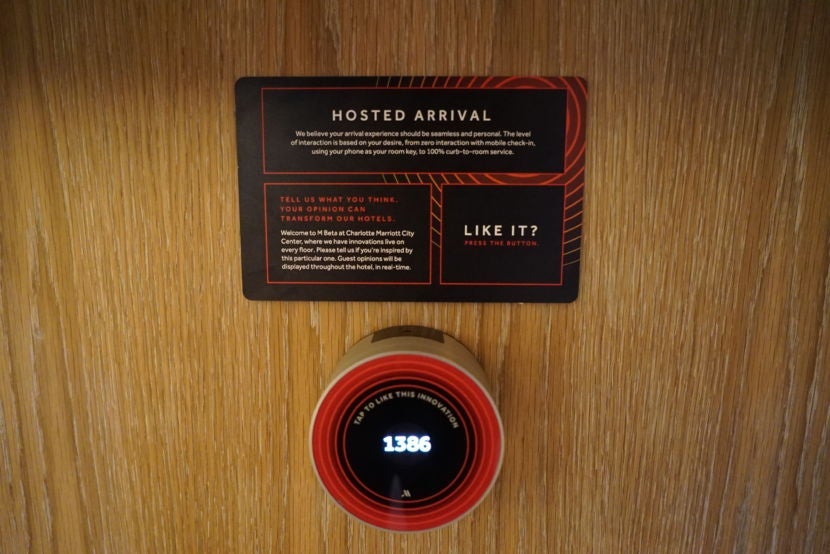 HOSTED ARRIVAL
We believe your arrival experience should be seamless and personal. The level
of interaction is based on your desire, from zero interaction with mobile check-in,
using your phone as your room key, to 100% curb-to-room service.
TELL US WHAT YOU THINK.
YOUR OPINION CAN
TRANSFORM OUR HOTELS.
Welcome to M Beta at Charlotte Marriott City
Center, where we have innovations live on
every floor. Please tell us if you're inspired by
this particular one. Guest opinions will be
displayed throughout the hotel, in real-time.
LIKE IT?
PRESS THE BUTTON.
TAP TO LIKE THIS INNOVATION
1386